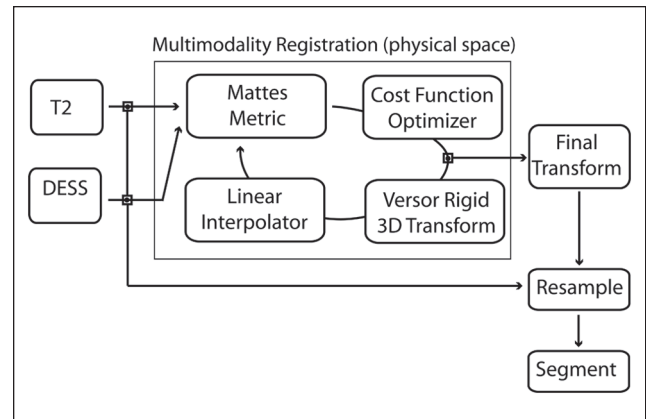 Multimodality Registration (physical space)
T2
DESS
Mattes
Metric
Cost Function
Optimizer
Linear
Interpolator
Versor Rigid
3D Transform
Final
Transform
Resample
Segment